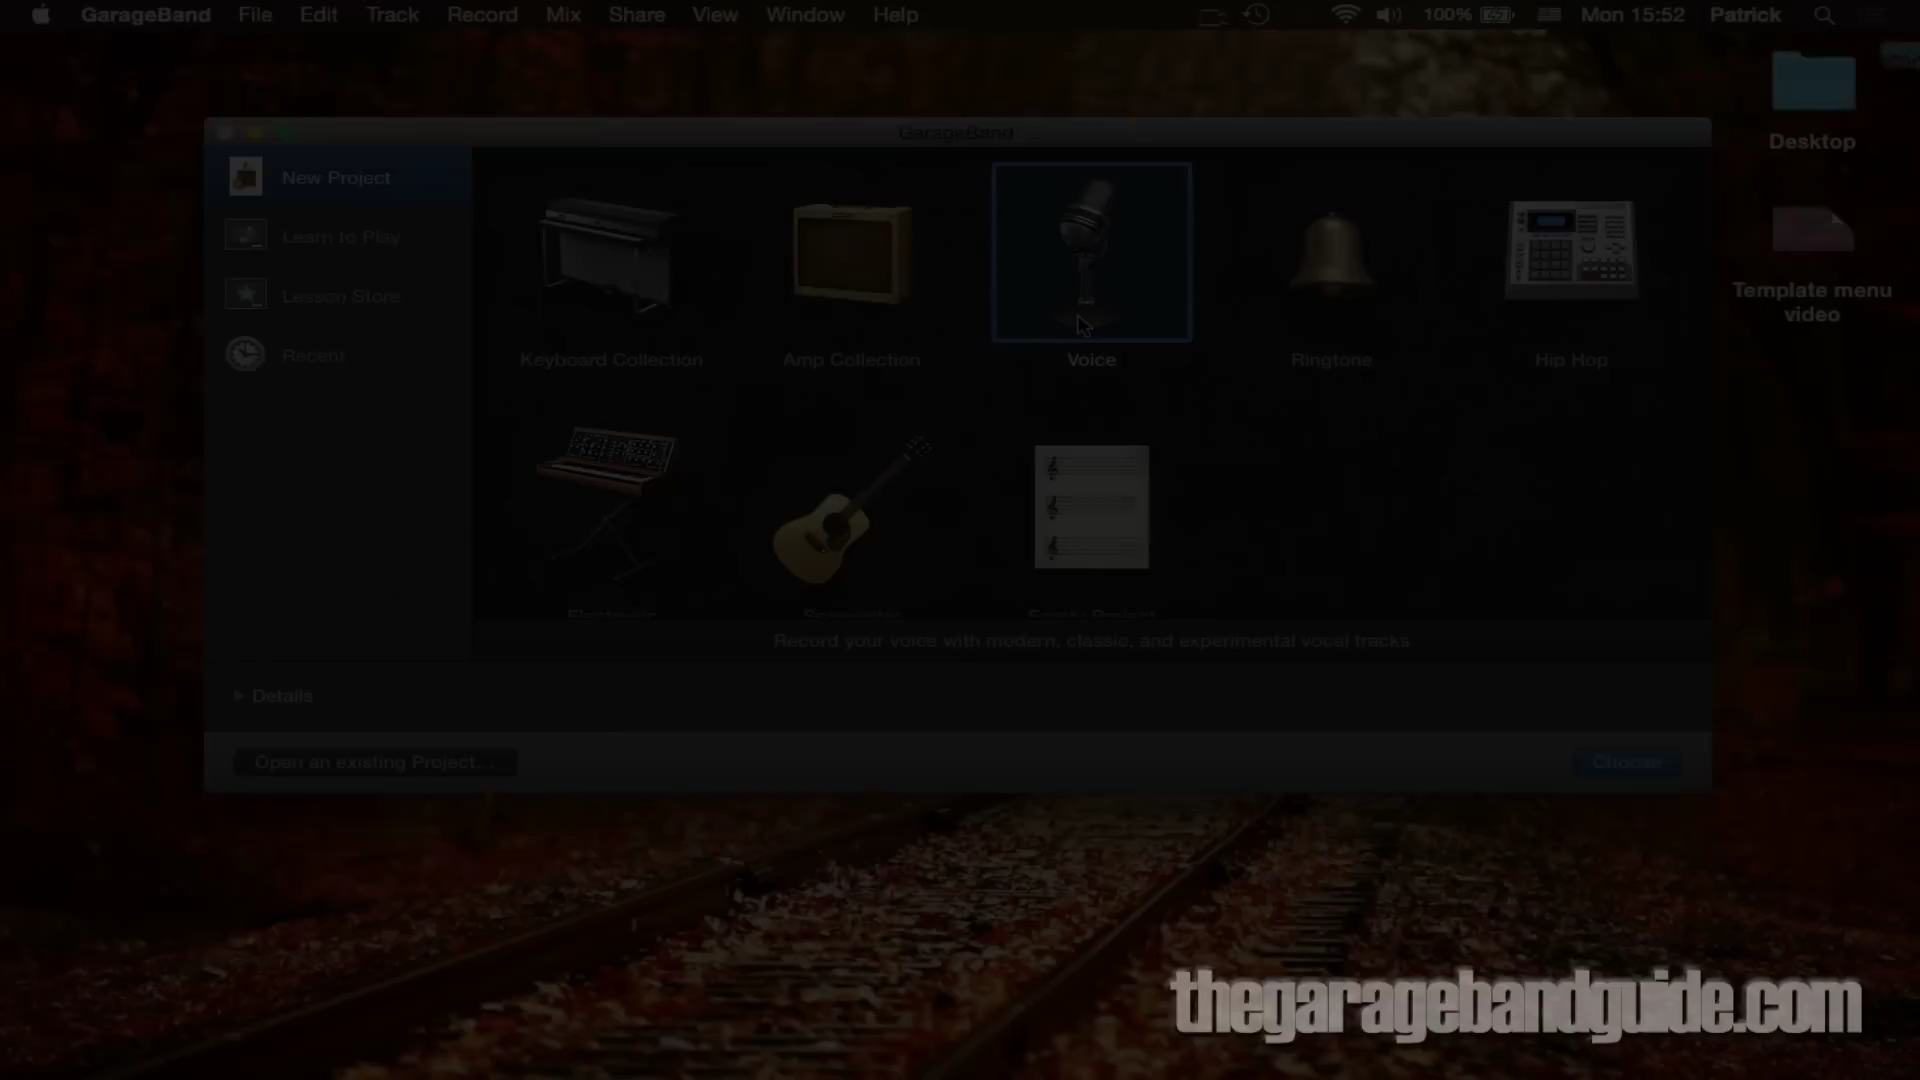 GarageBand File Edit Track Record Mix Share View Window Help 100% Mon 15:52 Patrick
Desktop
Template menu
video
GarageBand
New Project
Learn to Play
Lesson Store
Recent
Keyboard Collection
Amp Collection
Voice
Ringtone
Hip Hop
Empty Project
Record your voice with modern, classic, and experimental vocal tracks
Details
Open an existing Project...
Choose
thegaragebandguide.com